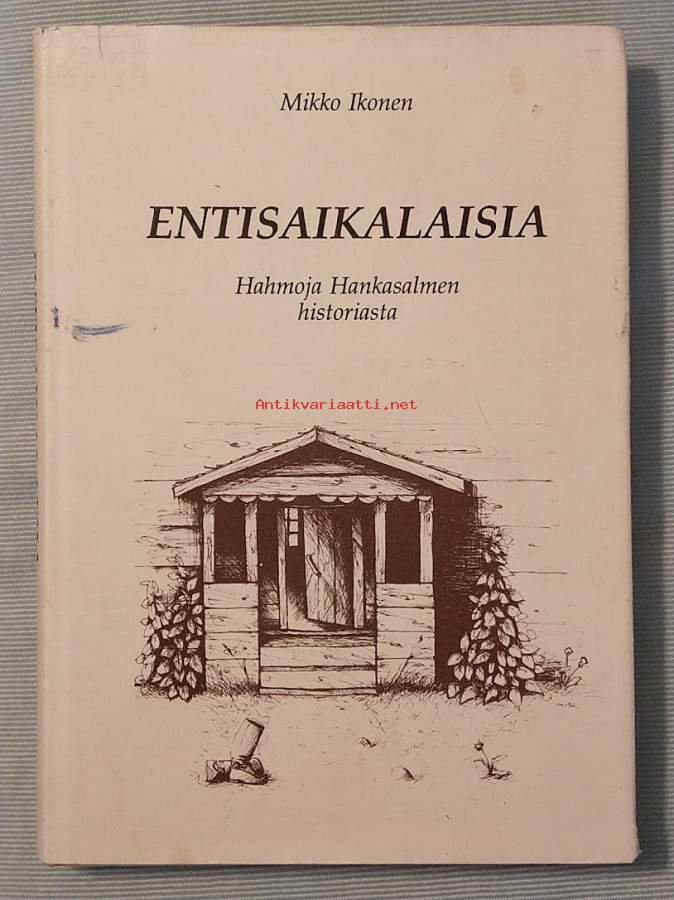 Mikko Ikonen
ENTISAIKALAISIA
Hahmoja Hankasalmen
historiasta
Antikvariaatti.net